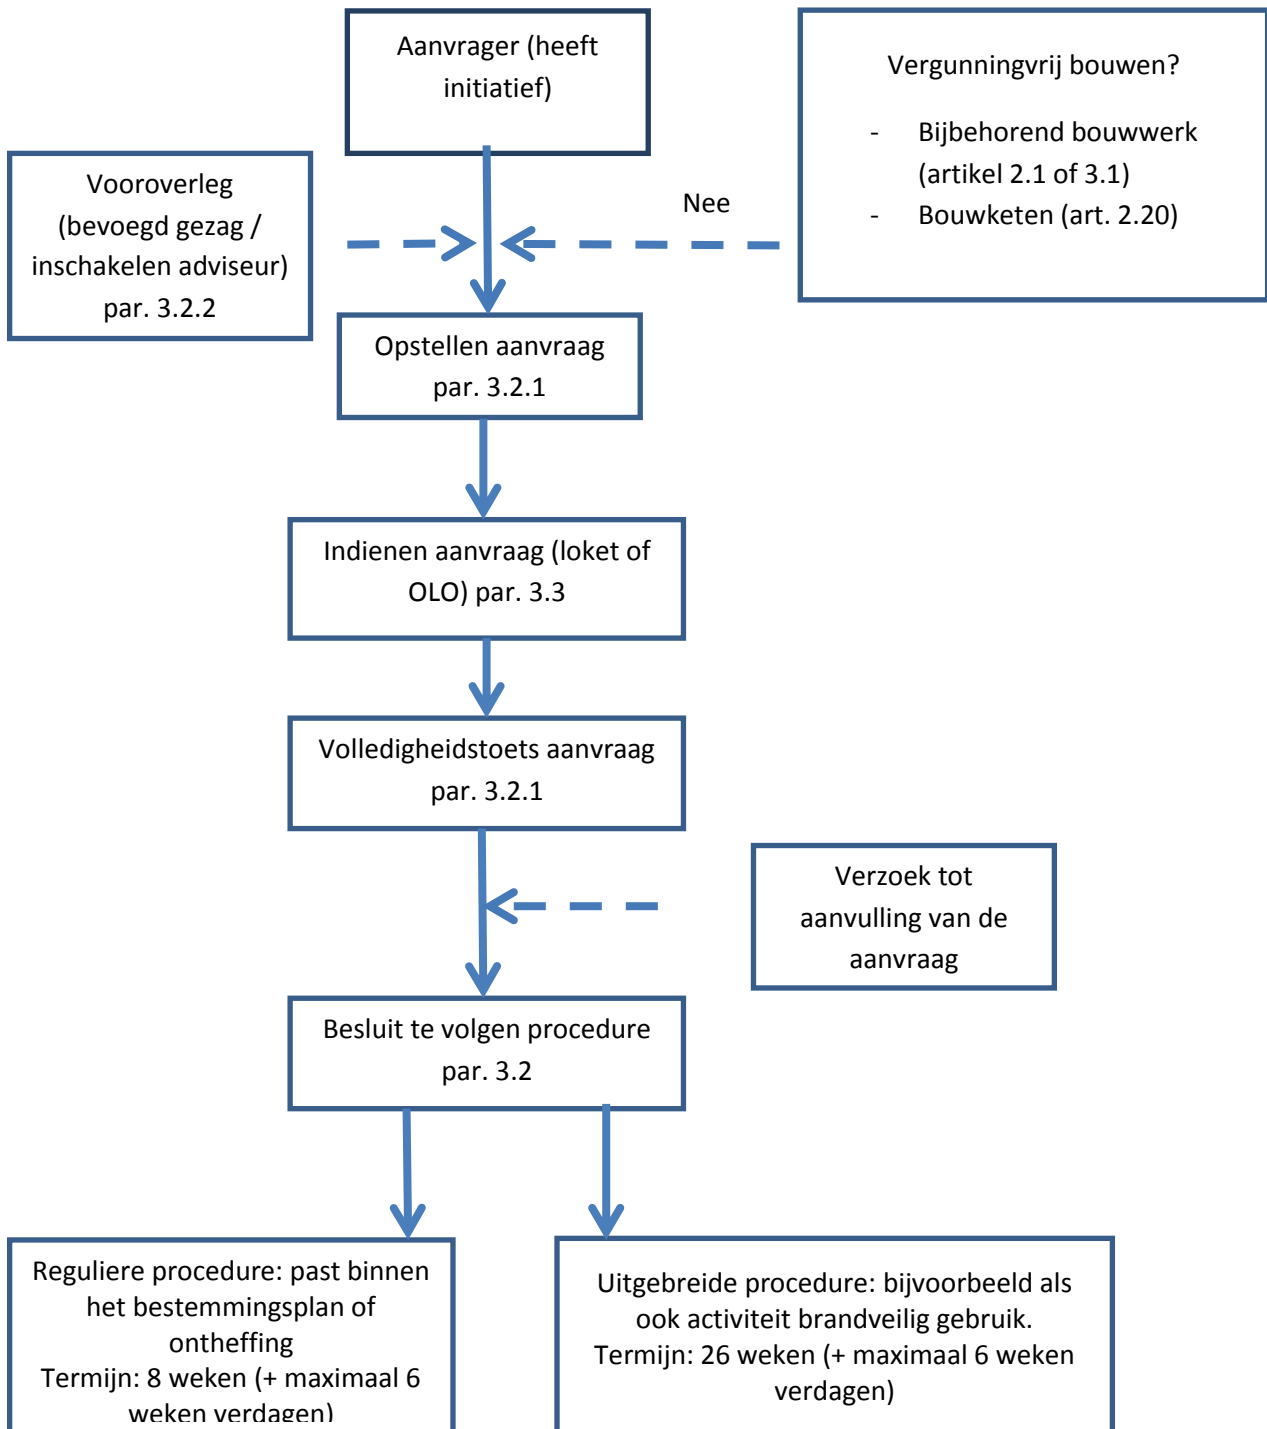 Aanvrager (heeft
initiatief)
Vergunningvrij bouwen?
- Bijbehorend bouwwerk
(artikel 2.1 of 3.1)
- Bouwketen (art. 2.20)
Vooroverleg
(bevoegd gezag /
inschakelen adviseur)
par. 3.2.2
Nee
Opstellen aanvraag
par. 3.2.1
Indienen aanvraag (loket of
OLO) par. 3.3
Volledigheidstoets aanvraag
par. 3.2.1
Verzoek tot
aanvulling van de
aanvraag
Besluit te volgen procedure
par. 3.2
Reguliere procedure: past binnen
het bestemmingsplan of
ontheffing
Termijn: 8 weken (+ maximaal 6
weken verdagen)
Uitgebreide procedure: bijvoorbeeld als
ook activiteit brandveilig gebruik.
Termijn: 26 weken (+ maximaal 6 weken
verdagen)